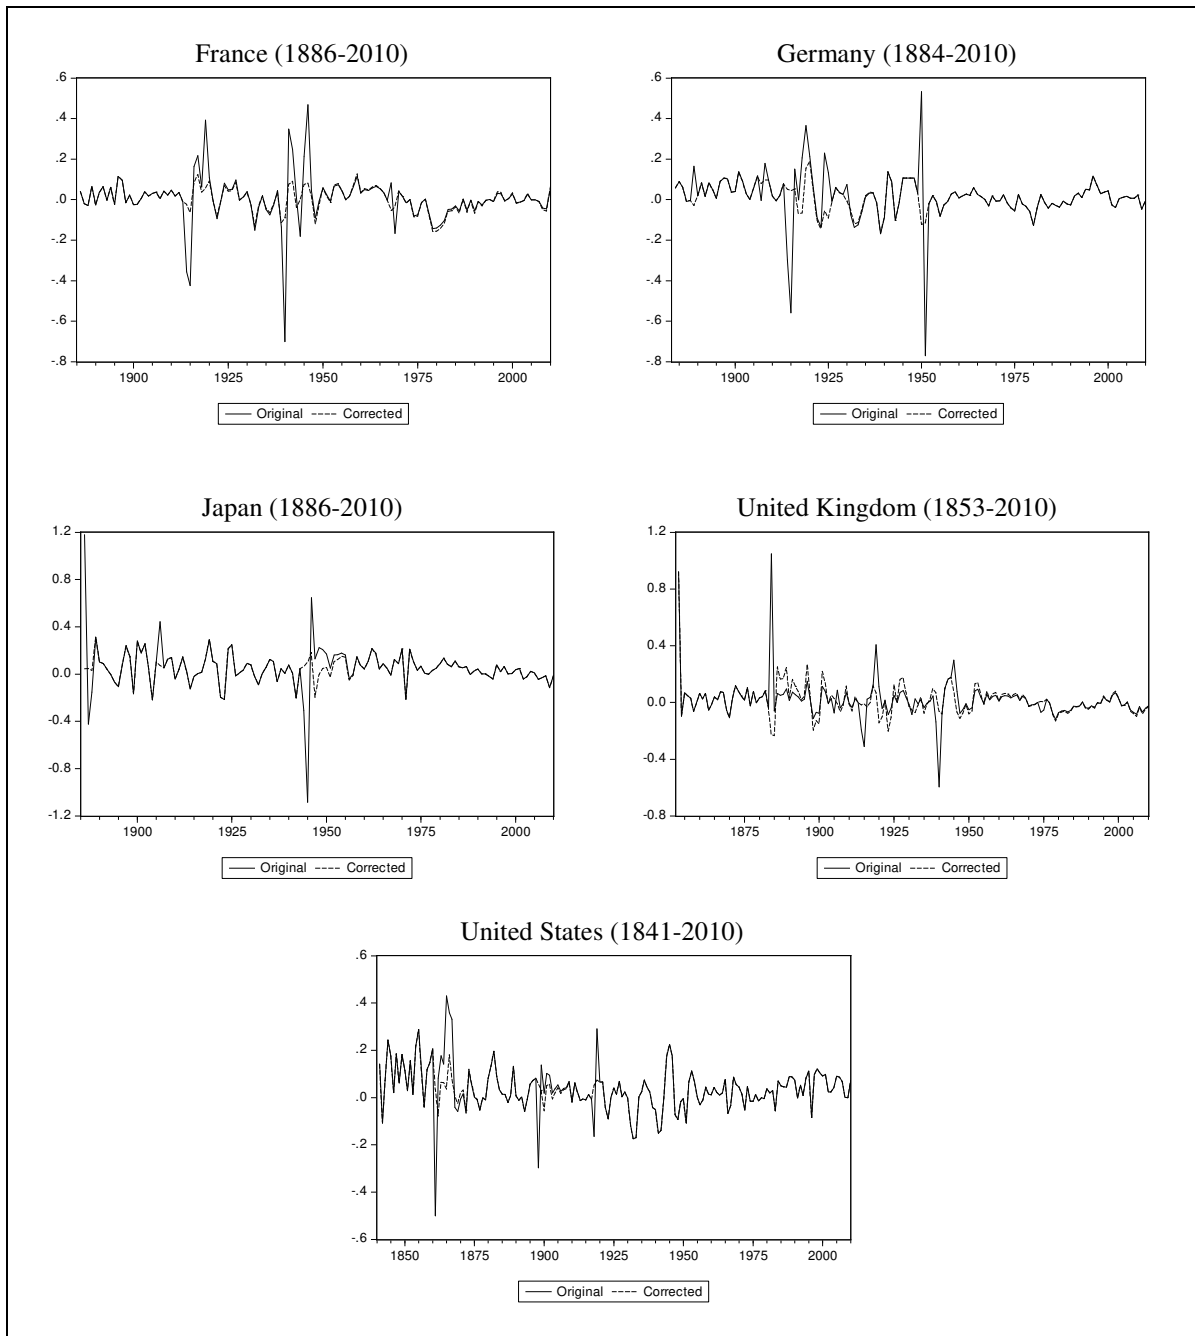 France (1886-2010)
.6
.4
.2
.0
-.2
-.4
-.6
-.8
1900 1925 1950 1975 2000
Original Corrected
Germany (1884-2010)
.6
.4
.2
.0
-.2
-.4
-.6
-.8
1900 1925 1950 1975 2000
Original Corrected
Japan (1886-2010)
1.2
0.8
0.4
0.0
-0.4
-0.8
-1.2
1900 1925 1950 1975 2000
Original Corrected
United Kingdom (1853-2010)
1.2
0.8
0.4
0.0
-0.4
-0.8
1875 1900 1925 1950 1975 2000
Original Corrected
United States (1841-2010)
.6
.4
.2
.0
-.2
-.4
-.6
1850 1875 1900 1925 1950 1975 2000
Original Corrected